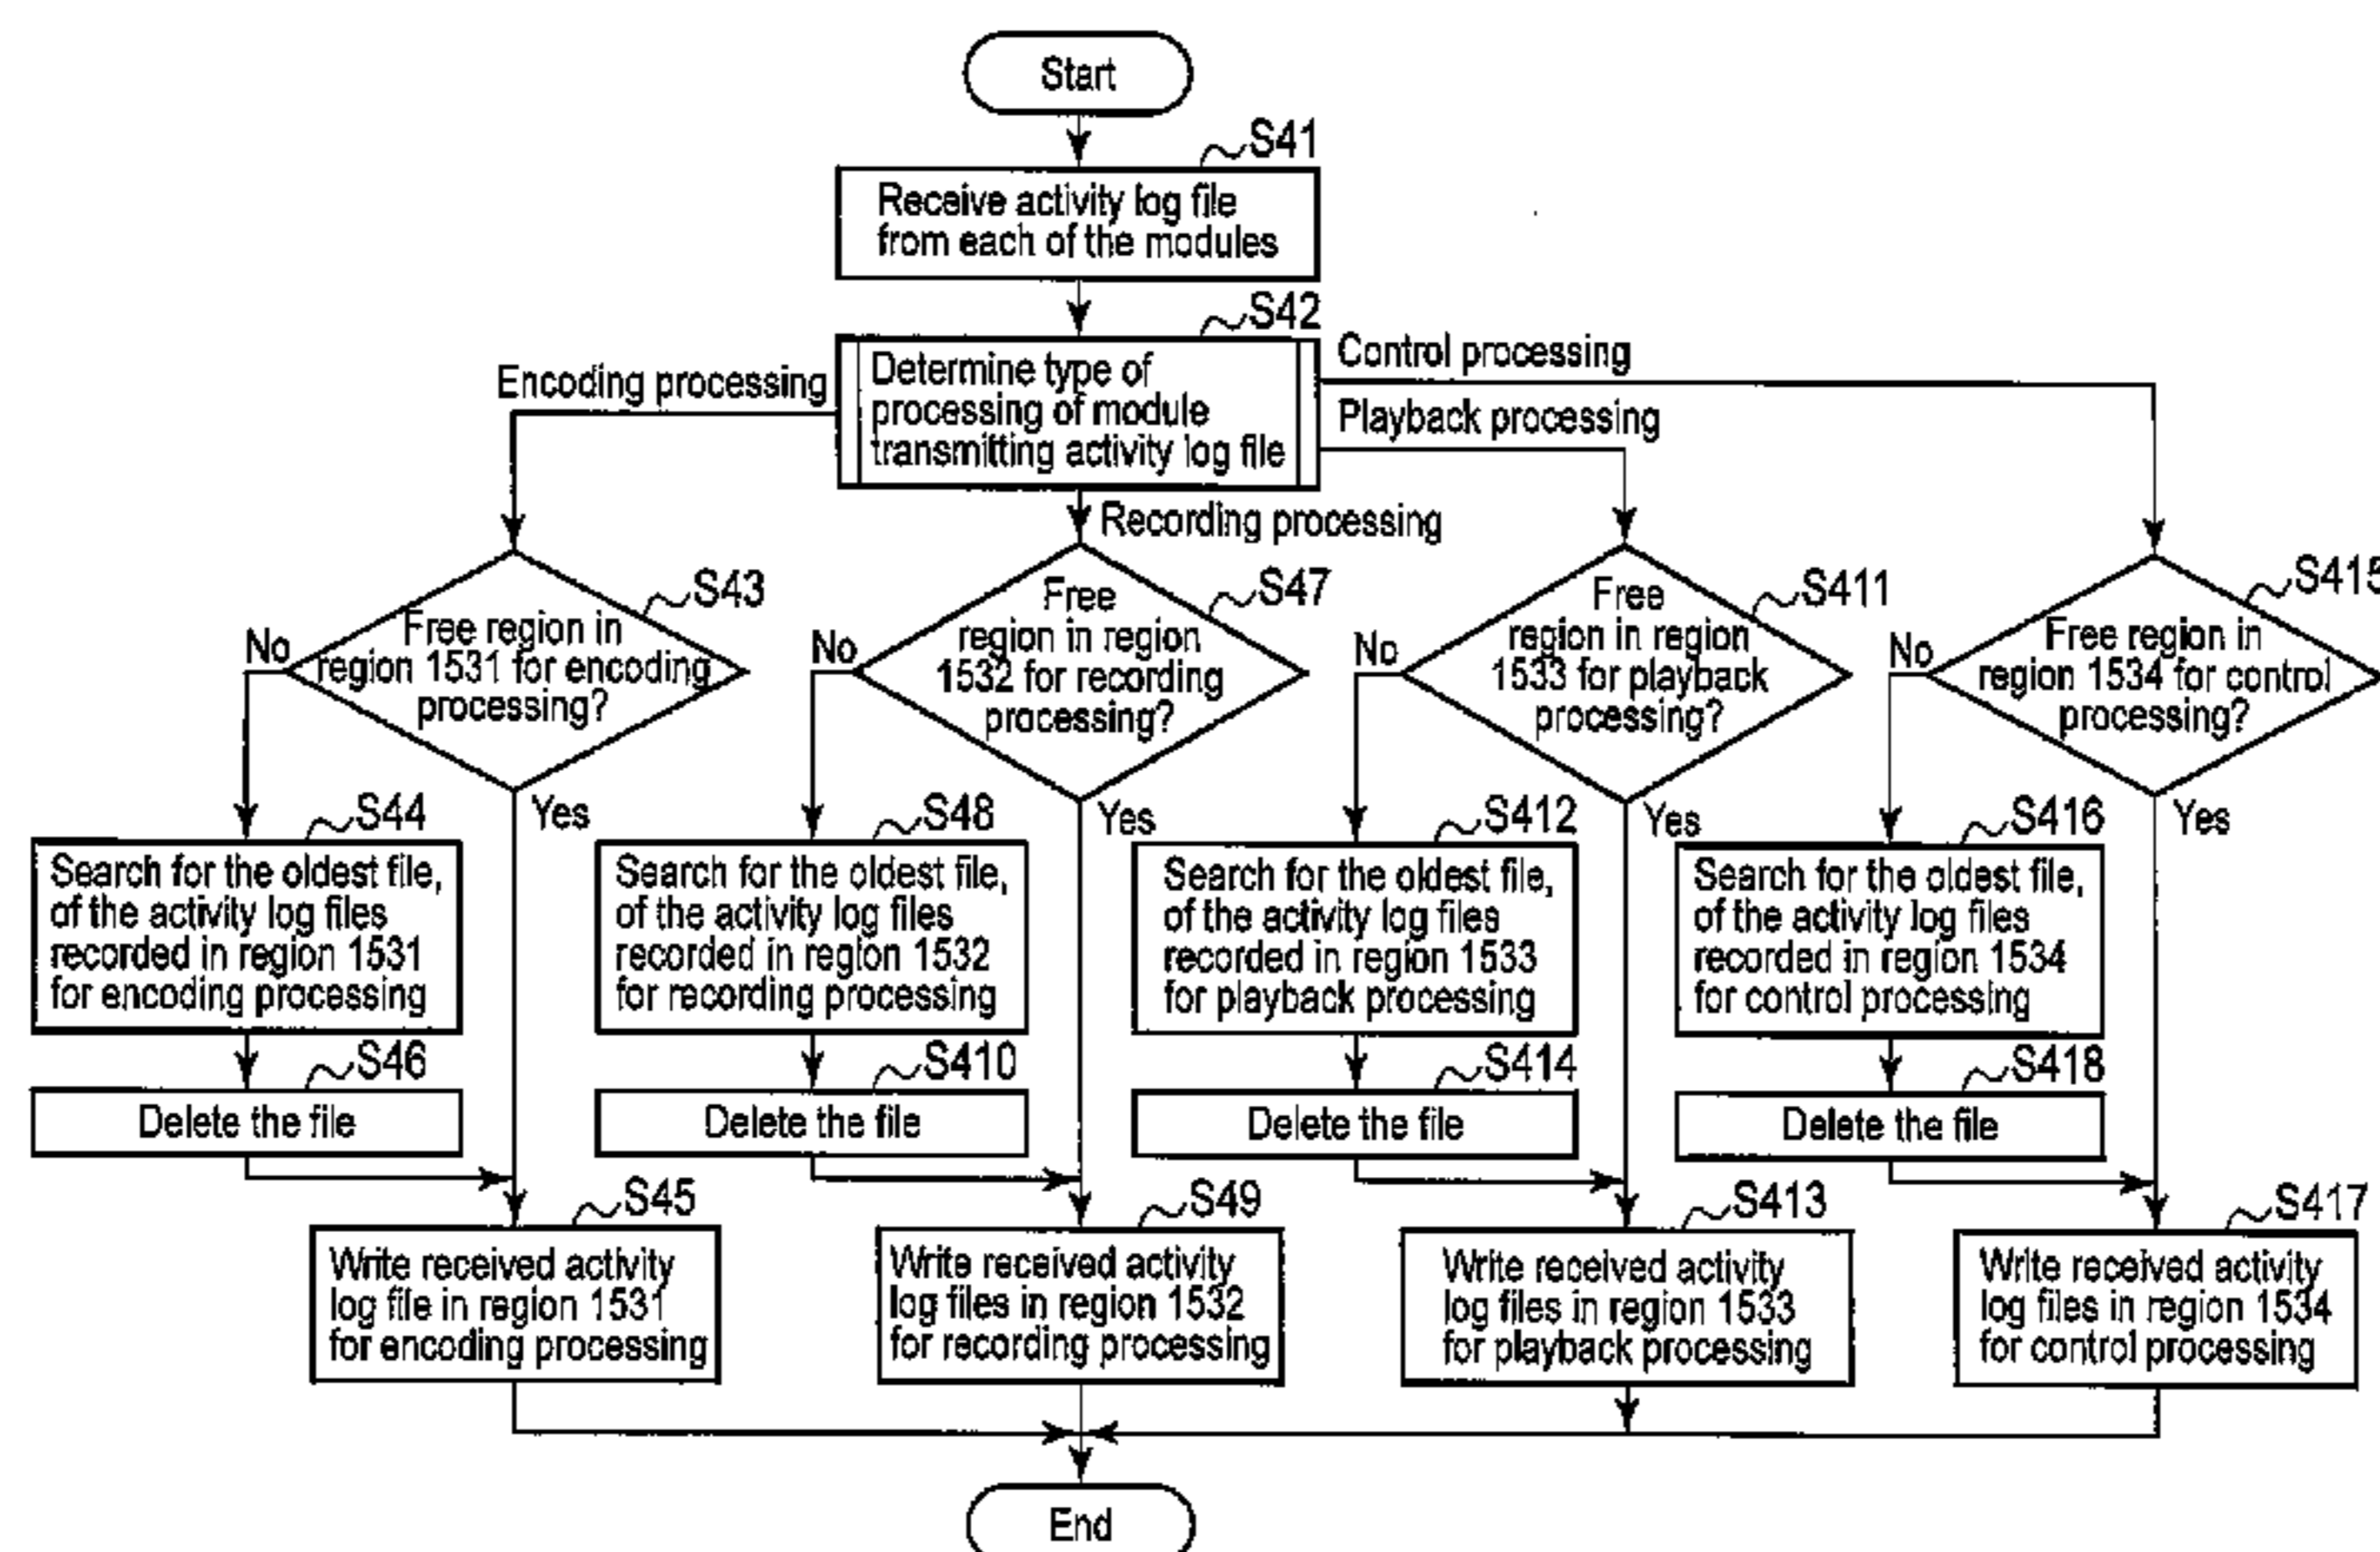 Start
S41
Receive activity log file
from each of the modules
S42
Determine type of
processing of module
transmitting activity log file
Encoding processing
Control processing
Playback processing
Recording processing
S43
Free region in
region 1531 for encoding
processing?
No
Yes
S47
Free
region in region
1532 for recording
processing?
No
Yes
S411
Free
region in region
1533 for playback
processing?
No
Yes
S415
Free region in
region 1534 for control
processing?
No
Yes
S44
Search for the oldest file,
of the activity log files
recorded in region 1531
for encoding processing
S48
Search for the oldest file,
of the activity log files
recorded in region 1532
for recording processing
S412
Search for the oldest file,
of the activity log files
recorded in region 1533
for playback processing
S416
Search for the oldest file,
of the activity log files
recorded in region 1534
for control processing
S46
Delete the file
S410
Delete the file
S414
Delete the file
S418
Delete the file
S45
Write received activity
log file in region 1531
for encoding processing
S49
Write received activity
log files in region 1532
for recording processing
S413
Write received activity
log files in region 1533
for playback processing
S417
Write received activity
log files in region 1534
for control processing
End